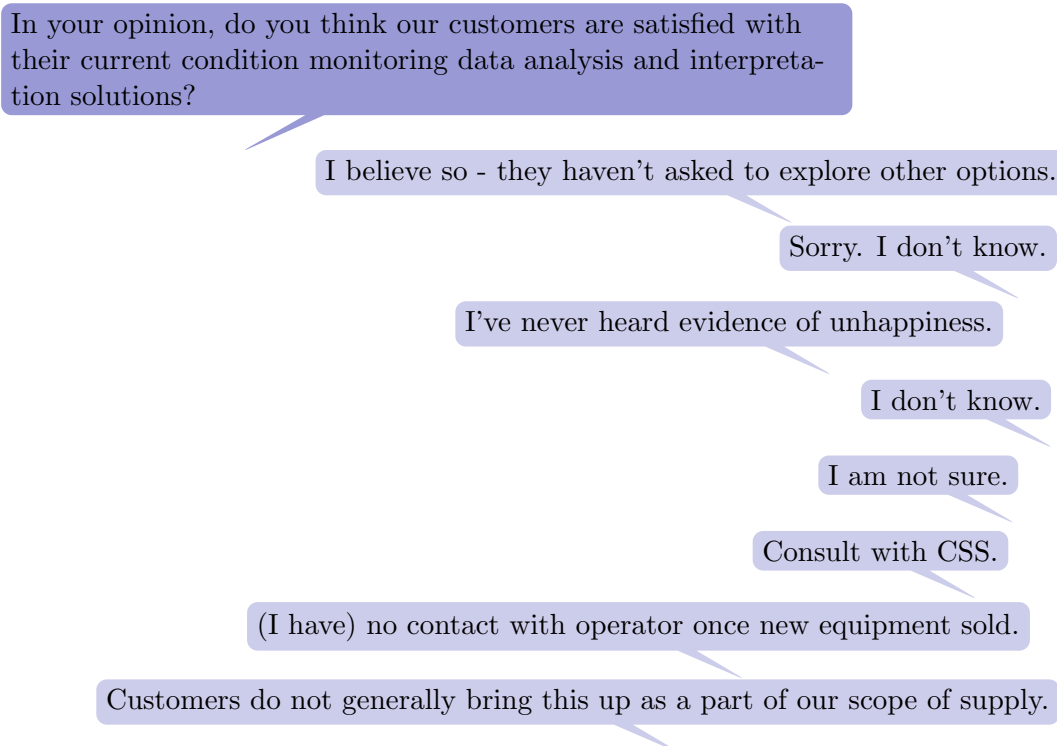 In your opinion, do you think our customers are satisfied with
their current condition monitoring data analysis and interpreta-
tion solutions?
I believe so - they haven't asked to explore other options.
Sorry. I don't know.
I've never heard evidence of unhappiness.
I don't know.
I am not sure.
Consult with CSS.
(I have) no contact with operator once new equipment sold.
Customers do not generally bring this up as a part of our scope of supply.